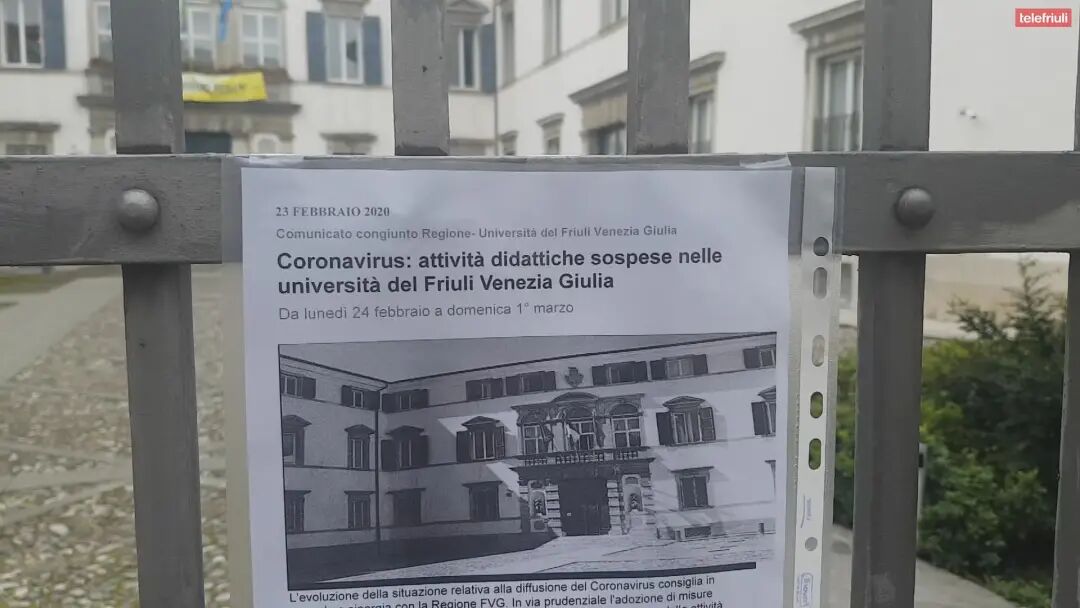 telefriuli
23 FEBBRAIO 2020
Comunicato congiunto Regione- Università del Friuli Venezia Giulia
Coronavirus: attività didattiche sospese nelle
università del Friuli Venezia Giulia
Da lunedì 24 febbraio a domenica 1° marzo
L'evoluzione della situazione relativa alla diffusione del Coronavirus consiglia in
sinergia con la Regione FVG. In via prudenziale l'adozione di misure
attività